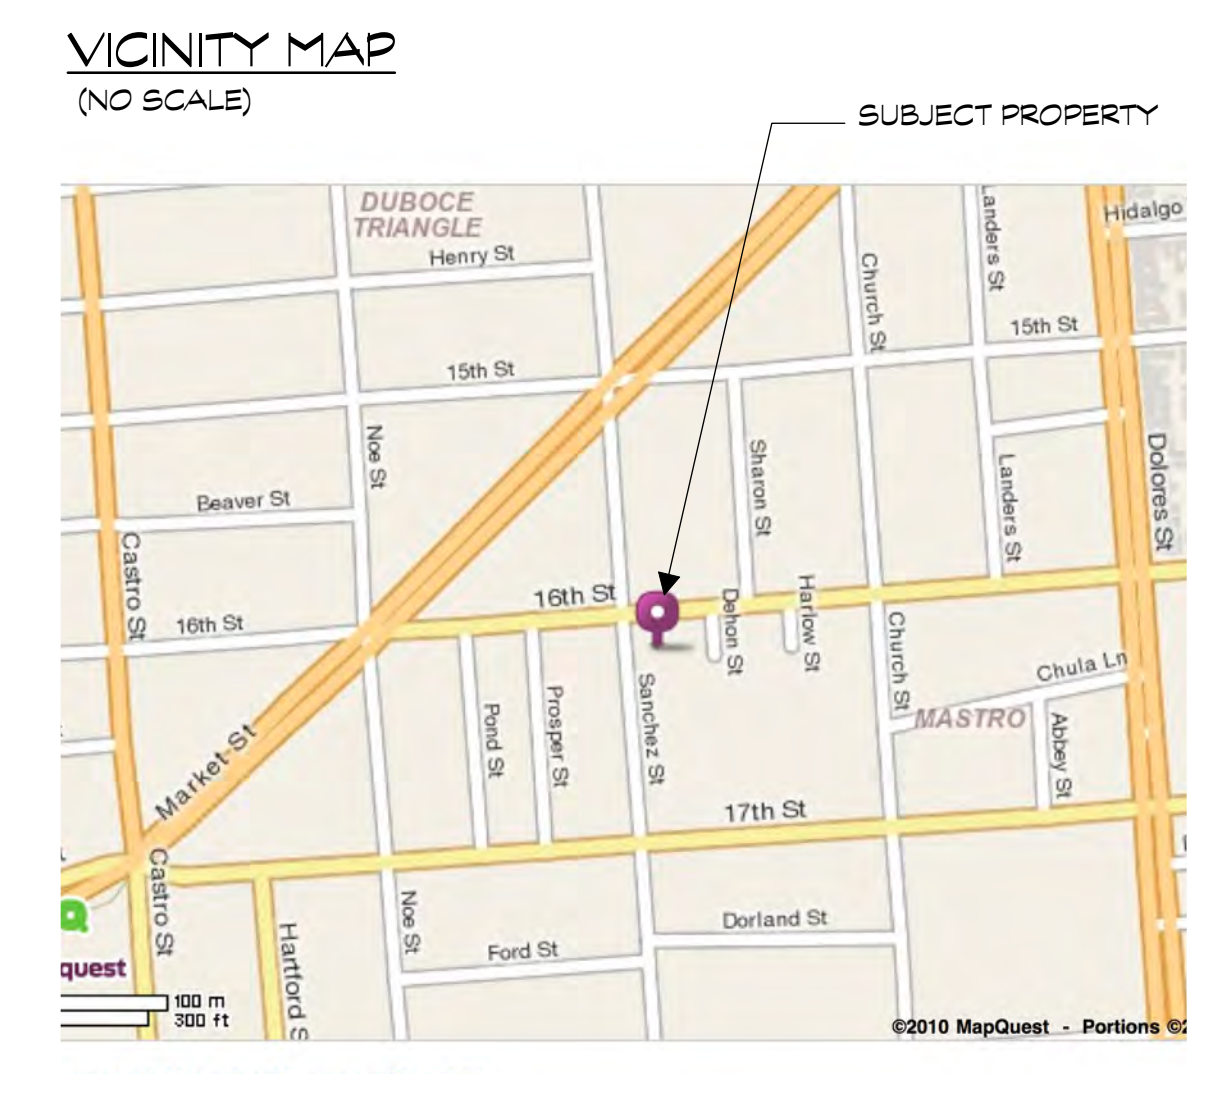 VICINITY MAP
(NO SCALE)
SUBJECT PROPERTY
DUBOCE
TRIANGLE
Henry St
Landers St
Hidalgo
Church St
15th St
15th St
Noe St
Sharon St
Landers St
Dolores St
Beaver St
Castro St
16th St
16th St
Dehon St
Harlow St
Church St
Chula Ln
MASTRO
Abbey St
Sanchez St
Prosper St
Pond St
Market St
17th St
Castro St
Noe St
Hartford S
Dorland St
Ford St
quest
100 m
300 ft
©2010 MapQuest - Portions ©2